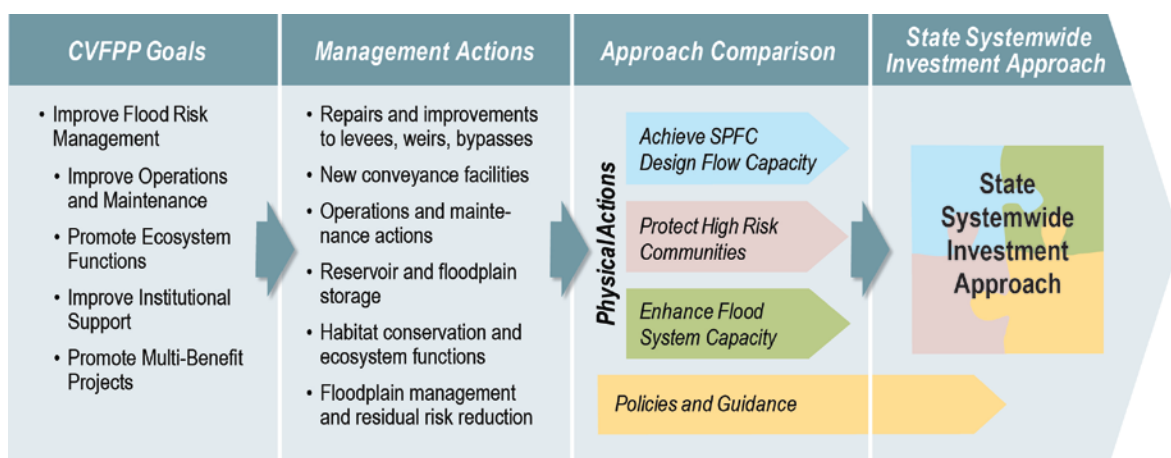 CVFPP Goals
• Improve Flood Risk
Management
• Improve Operations
and Maintenance
• Promote Ecosystem
Functions
• Improve Institutional
Support
• Promote Multi-Benefit
Projects
Management Actions
• Repairs and improvements
to levees, weirs, bypasses
• New conveyance facilities
• Operations and mainte-
nance actions
• Reservoir and floodplain
storage
• Habitat conservation and
ecosystem functions
• Floodplain management
and residual risk reduction
Approach Comparison
Physical Actions
Achieve SPFC
Design Flow Capacity
Protect High Risk
Communities
Enhance Flood
System Capacity
Policies and Guidance
State Systemwide
Investment Approach
State
Systemwide
Investment
Approach